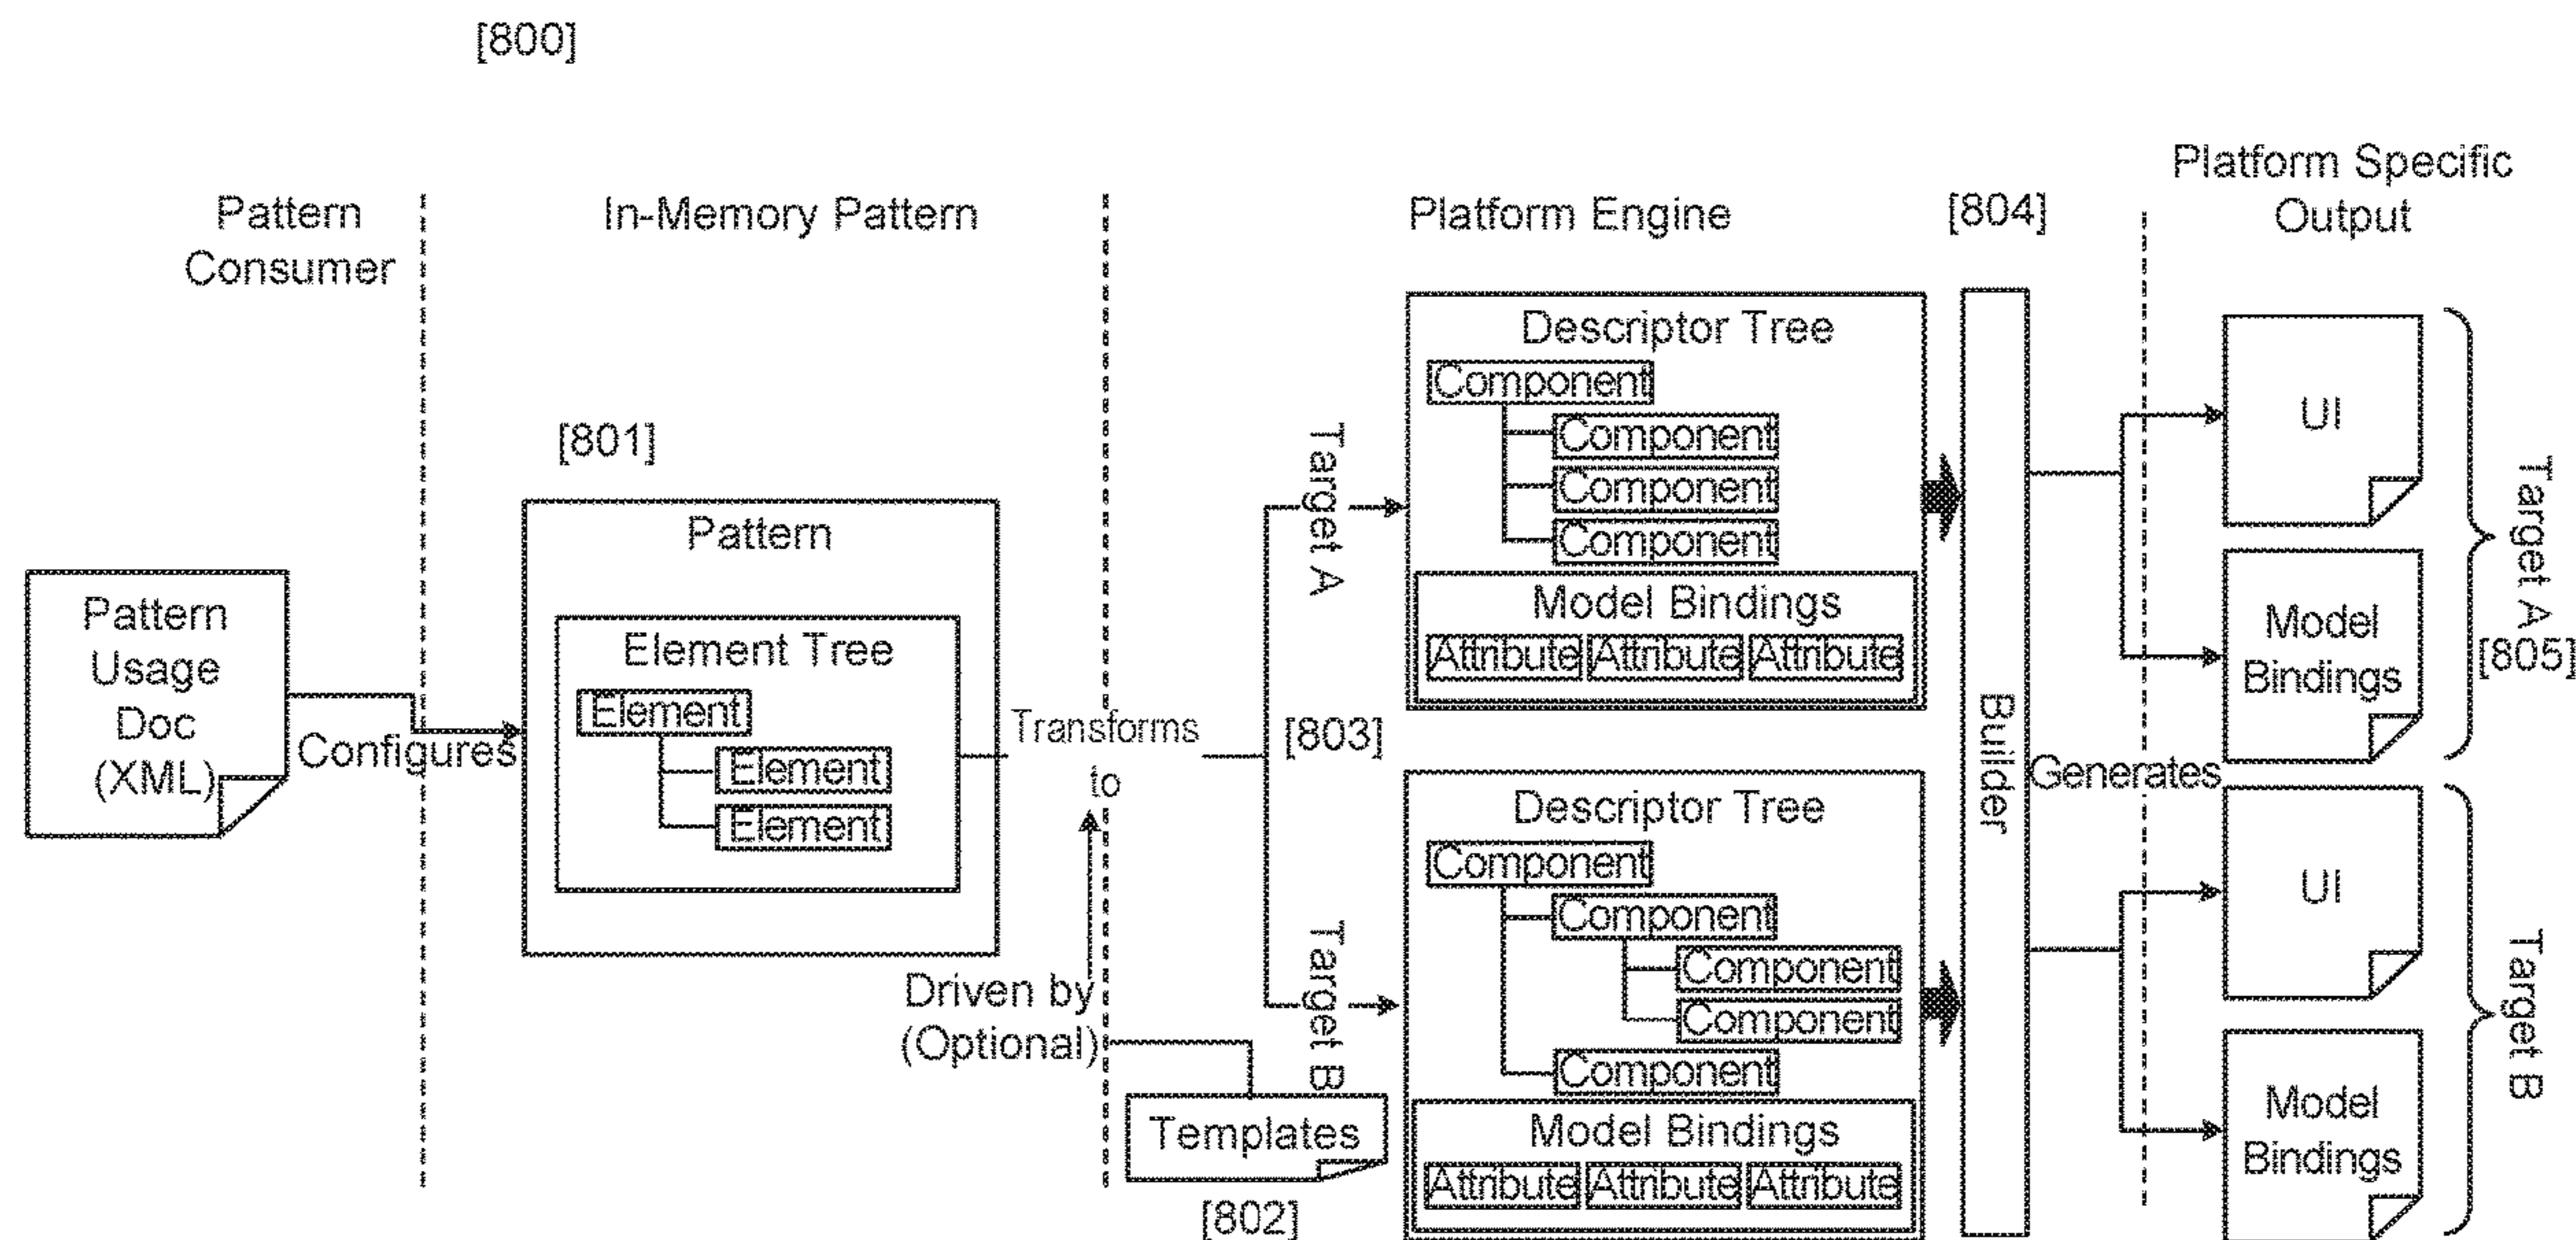 [800]
Pattern
Consumer
In-Memory Pattern
Platform Engine
[804]
Platform Specific
Output
Pattern
Usage
Doc
(XML)
Configures
[801]
Pattern
Element Tree
Element
Element
Element
Transforms
to
Driven by
(Optional)
Templates
[802]
[803]
Target A
Descriptor Tree
Component
Component
Component
Component
Model Bindings
Attribute Attribute Attribute
Target B
Descriptor Tree
Component
Component
Component
Component
Component
Model Bindings
Attribute Attribute Attribute
Builder
Generates
UI
Model
Bindings
Target A
[805]
UI
Model
Bindings
Target B